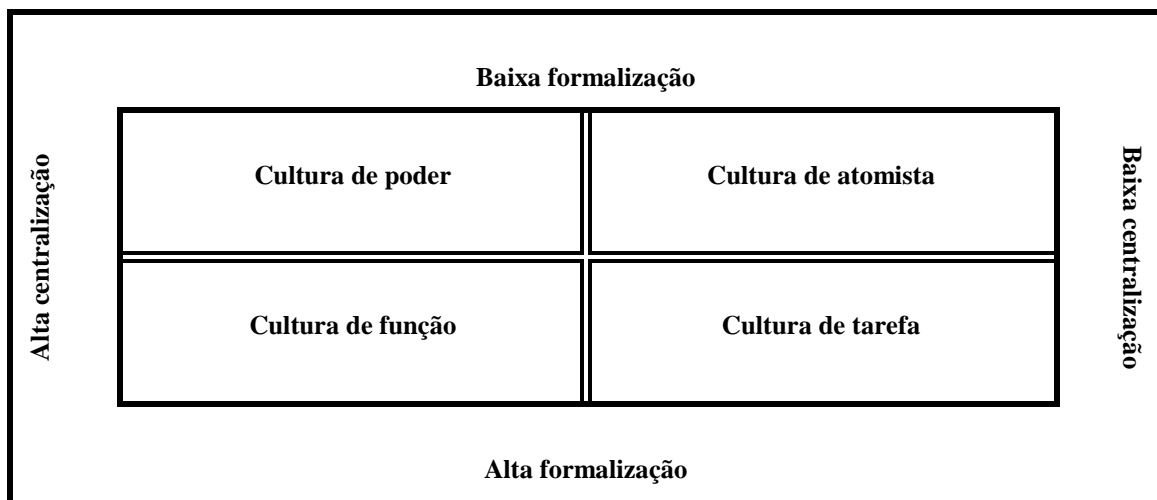 Baixa formalização
Alta centralização
Cultura de poder
Cultura de atomista
Baixa centralização
Cultura de função
Cultura de tarefa
Alta formalização